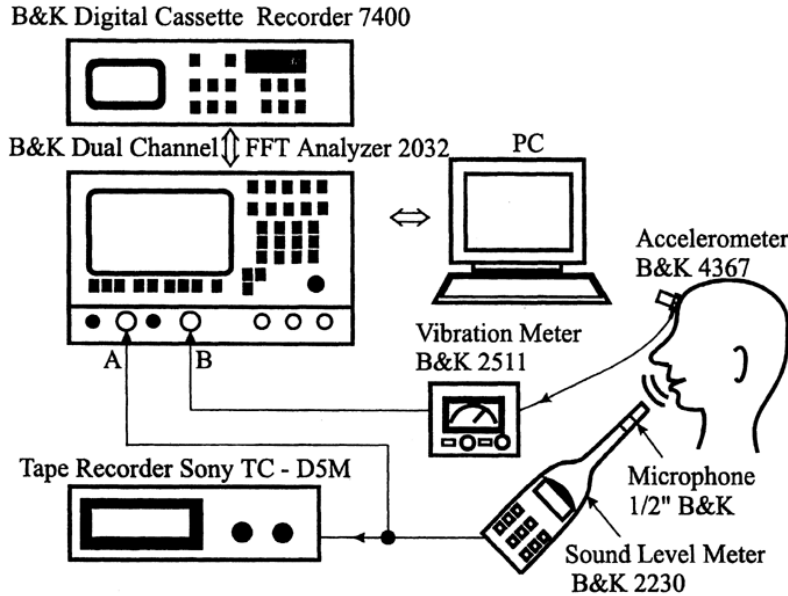 B&K Digital Cassette Recorder 7400
B&K Dual Channel FFT Analyzer 2032
PC
Accelerometer
B&K 4367
Vibration Meter
B&K 2511
A
B
Tape Recorder Sony TC - D5M
Microphone
1/2" B&K
Sound Level Meter
B&K 2230